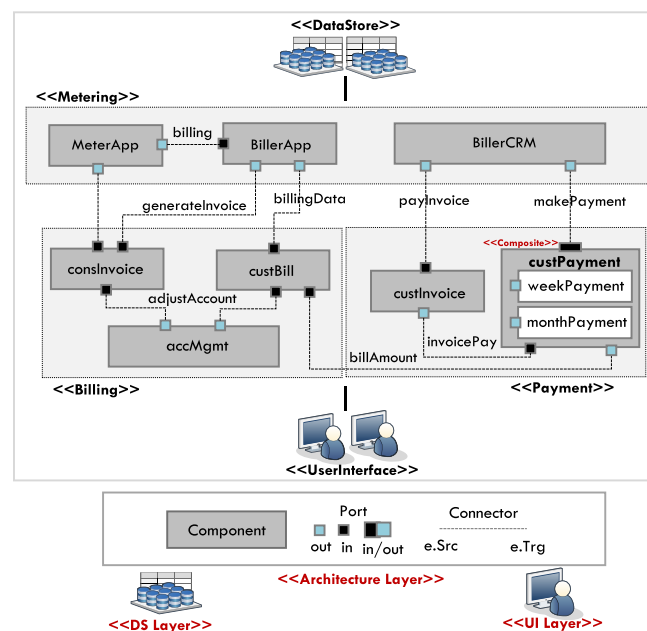 <<DataStore>>
<<Metering>>
MeterApp
billing
BillerApp
BillerCRM
generateInvoice
billingData
payInvoice
makePayment
<<Composite>>
consInvoice
custBill
custInvoice
custPayment
weekPayment
monthPayment
adjustAccount
accMgmt
invoicePay
billAmount
<<Billing>>
<<Payment>>
<<UserInterface>>
Component
Port
out in in/out
Connector
e.Src e.Trg
<<Architecture Layer>>
<<DS Layer>>
<<UI Layer>>